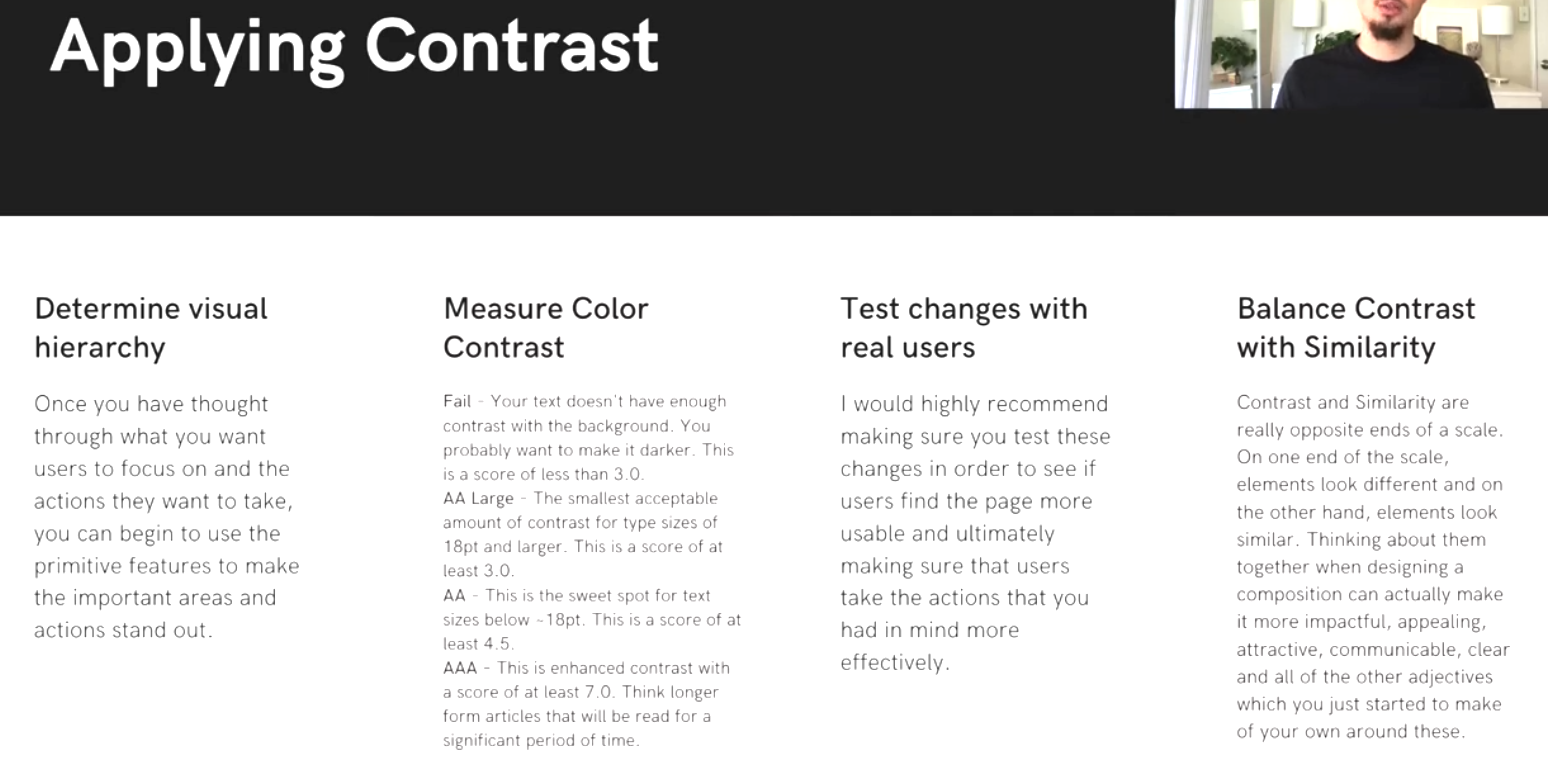 Applying Contrast
Determine visual
hierarchy
Once you have thought
through what you want
users to focus on and the
actions they want to take,
you can begin to use the
primitive features to make
the important areas and
actions stand out.
Measure Color
Contrast
Fail - Your text doesn't have enough
contrast with the background. You
probably want to make it darker. This
is a score of less than 3.0.
AA Large - The smallest acceptable
amount of contrast for type sizes of
18pt and larger. This is a score of at
least 3.0.
AA - This is the sweet spot for text
sizes below ~18pt. This is a score of at
least 4.5.
AAA - This is enhanced contrast with
a score of at least 7.0. Think longer
form articles that will be read for a
significant period of time.
Test changes with
real users
I would highly recommend
making sure you test these
changes in order to see if
users find the page more
usable and ultimately
making sure that users
take the actions that you
had in mind more
effectively.
Balance Contrast
with Similarity
Contrast and Similarity are
really opposite ends of a scale.
On one end of the scale,
elements look different and on
the other hand, elements look
similar. Thinking about them
together when designing a
composition can actually make
it more impactful, appealing,
attractive, communicable, clear
and all of the other adjectives
which you just started to make
of your own around these.